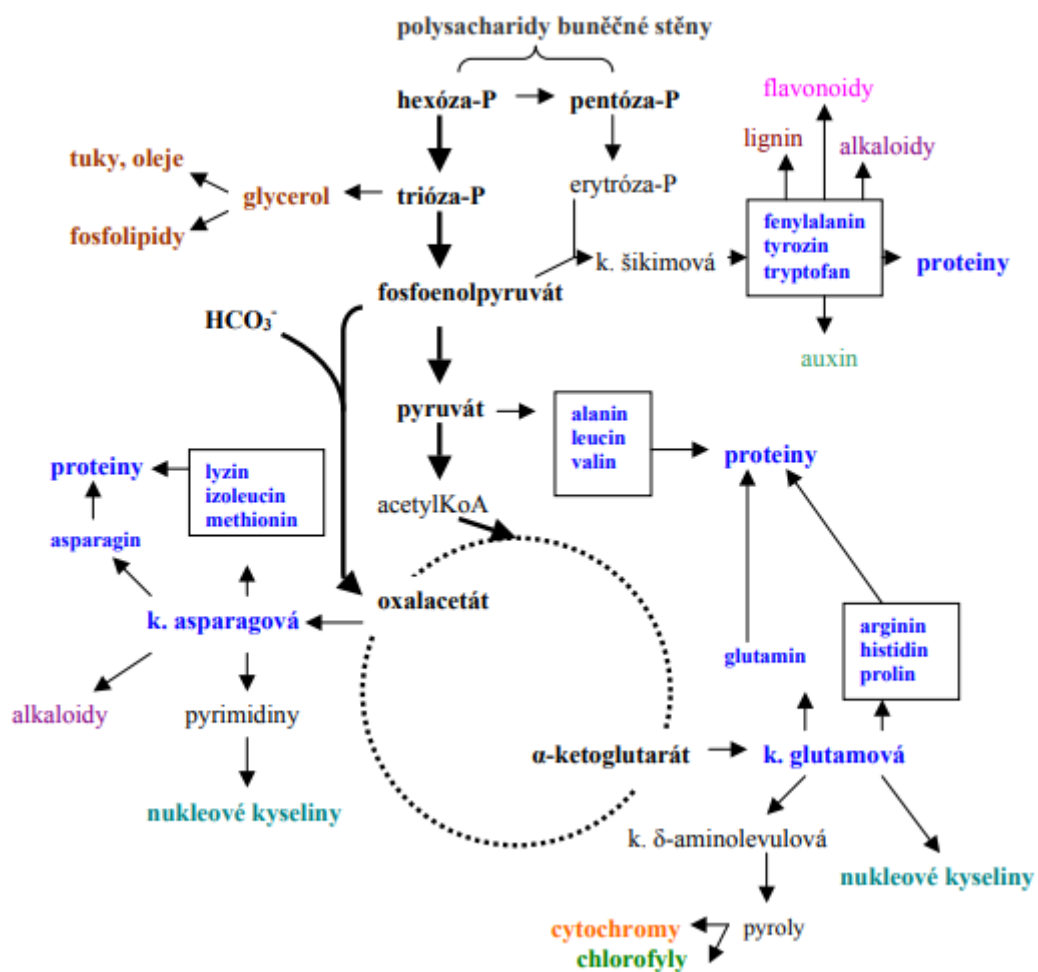 polysacharidy buněčné stěny
hexóza-P
pentóza-P
flavonoidy
lignin
alkaloidy
tuky, oleje
glycerol
trióza-P
erytróza-P
fosfolipidy
fenylalanin
tyrozin
tryptofan
k. šikimová
proteiny
fosfoenolpyruvát
HCO₃⁻
auxin
pyruvát
alanin
leucin
valin
proteiny
lyzin
izoleucin
methionin
proteiny
acetylKoA
asparagin
oxalacetát
k. asparagová
arginin
histidin
prolin
glutamin
alkaloidy
pyrimidiny
α-ketoglutarát
k. glutamová
nukleové kyseliny
k. δ-aminolevulová
nukleové kyseliny
cytochromy
pyroly
chlorofyly